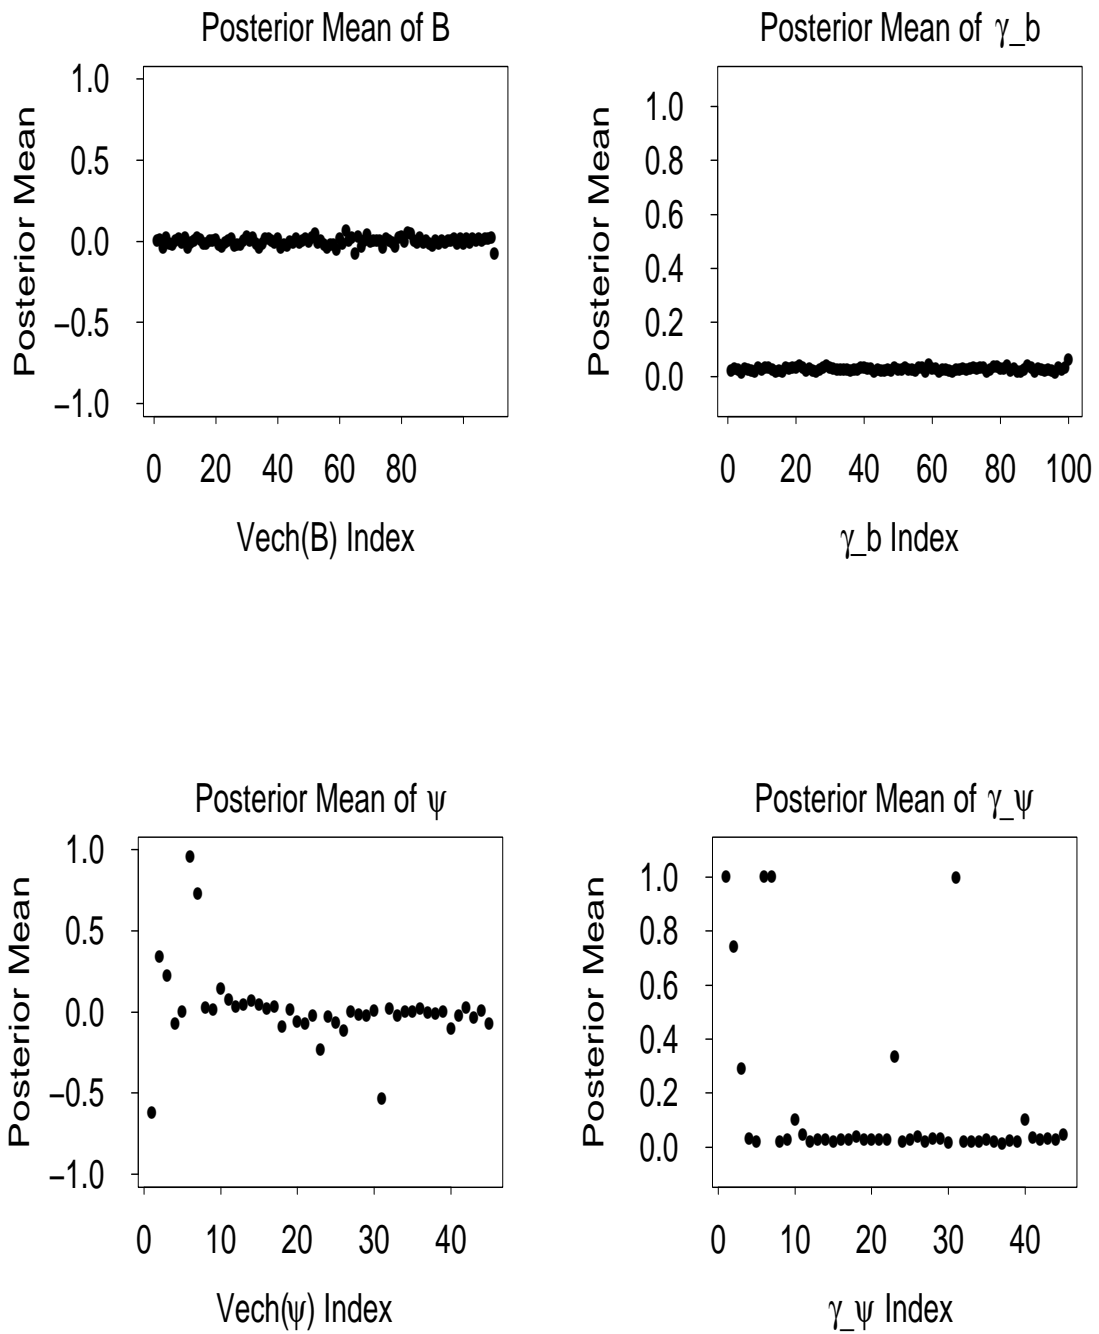 Posterior Mean of B
Posterior Mean
1.0
0.5
0.0
−0.5
−1.0
0 20 40 60 80
Vech(B) Index
Posterior Mean of γ_b
Posterior Mean
1.0
0.8
0.6
0.4
0.2
0.0
0 20 40 60 80 100
γ_b Index
Posterior Mean of ψ
Posterior Mean
1.0
0.5
0.0
−0.5
−1.0
0 10 20 30 40
Vech(ψ) Index
Posterior Mean of γ_ψ
Posterior Mean
1.0
0.8
0.6
0.4
0.2
0.0
0 10 20 30 40
γ_ψ Index